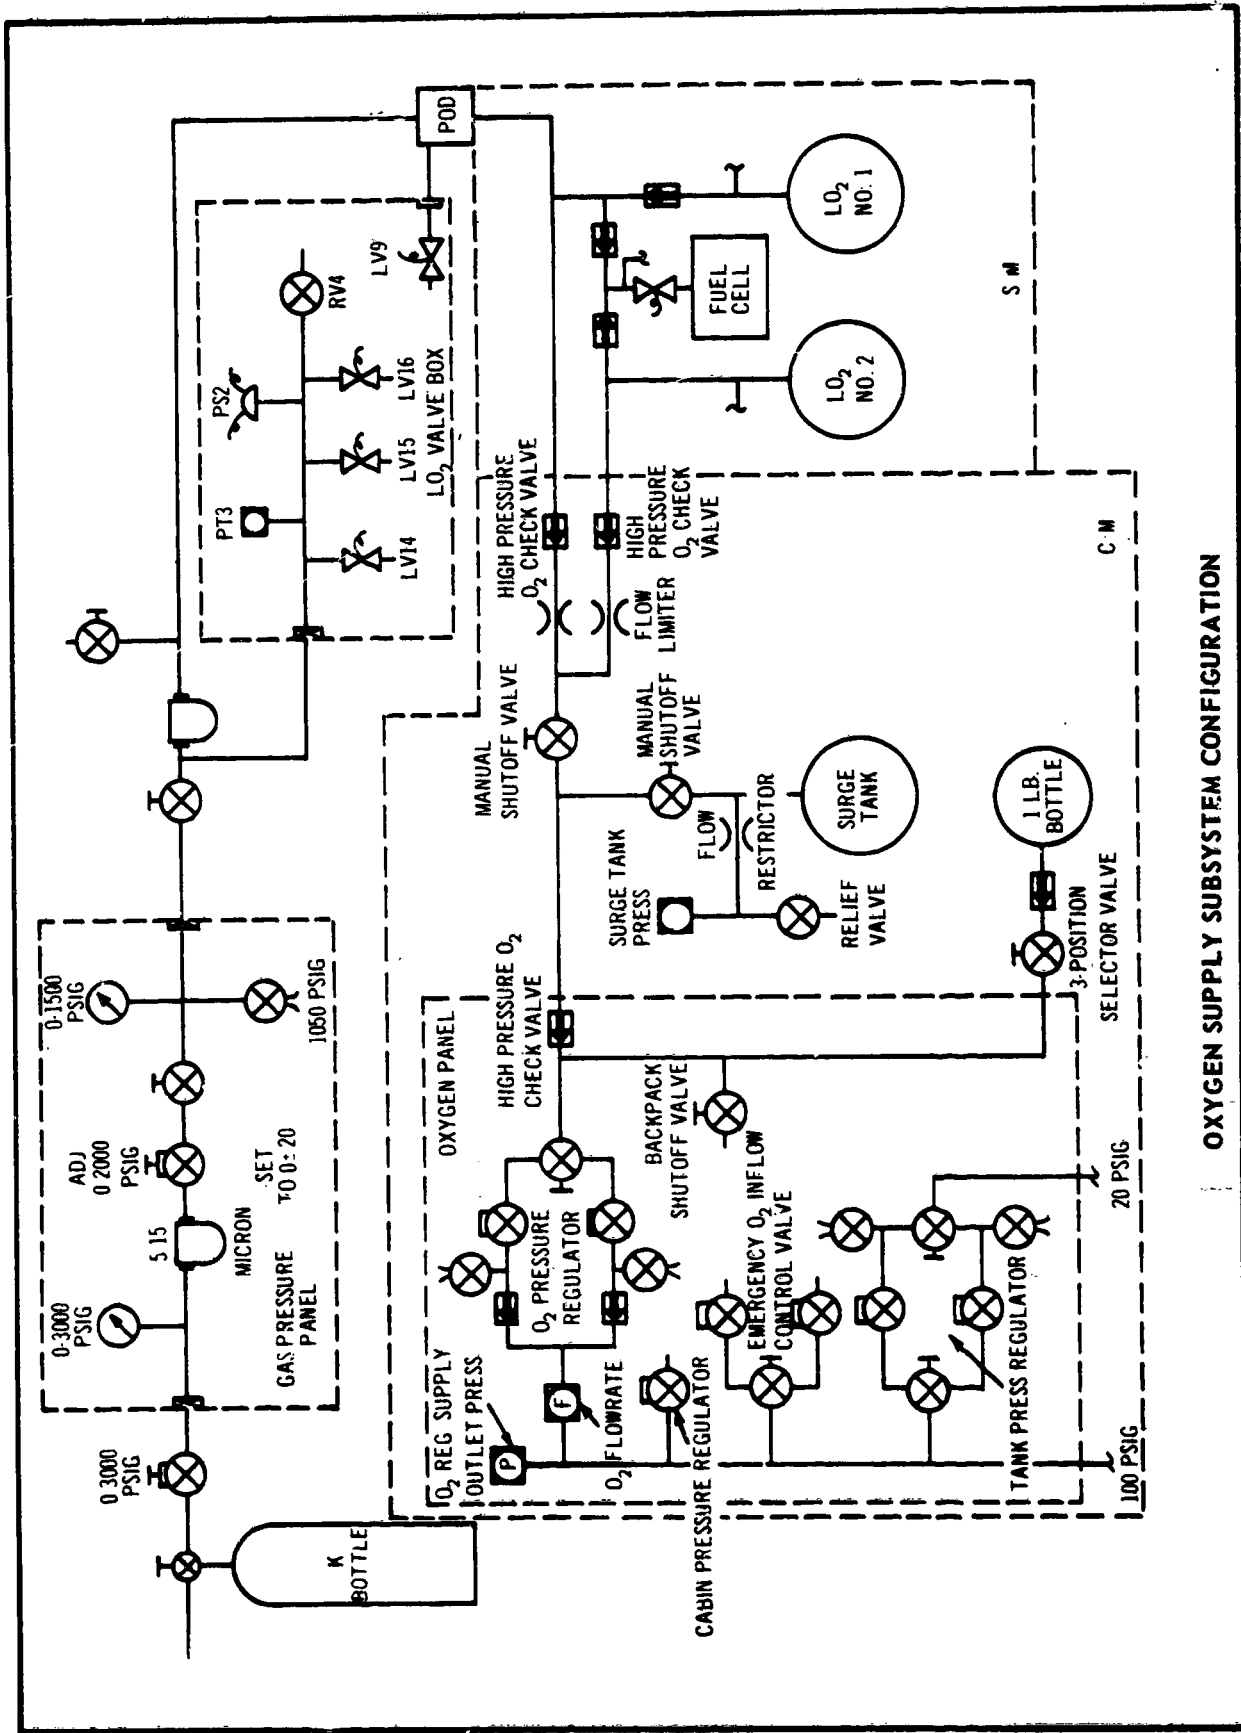 K
BOTTLE
0 3000
PSIG
0-3000
PSIG
GAS PRESSURE
PANEL
5 15
MICRON
ADJ
0 2000
PSIG
SET
TO 0±20
0-1500
PSIG
1050 PSIG
PT3
PS2
RV4
LV14
LV15
LV16
LO2 VALVE BOX
LV9
POD
O2 REG SUPPLY
OUTLET PRESS
P
F
O2 FLOWRATE
CABIN PRESSURE REGULATOR
O2 PRESSURE
REGULATOR
OXYGEN PANEL
HIGH PRESSURE O2
CHECK VALVE
BACKPACK
SHUTOFF VALVE
EMERGENCY O2 INFLOW
CONTROL VALVE
TANK PRESS REGULATOR
100 PSIG
20 PSIG
MANUAL
SHUTOFF VALVE
SURGE TANK
PRESS
FLOW
RESTRICTOR
RELIEF
VALVE
MANUAL
SHUTOFF
VALVE
SURGE
TANK
1 LB.
BOTTLE
3-POSITION
SELECTOR VALVE
HIGH PRESSURE
O2 CHECK VALVE
FLOW
LIMITER
HIGH
PRESSURE
O2 CHECK
VALVE
C M
FUEL
CELL
LO2
NO. 2
LO2
NO. 1
S M
OXYGEN SUPPLY SUBSYSTEM CONFIGURATION